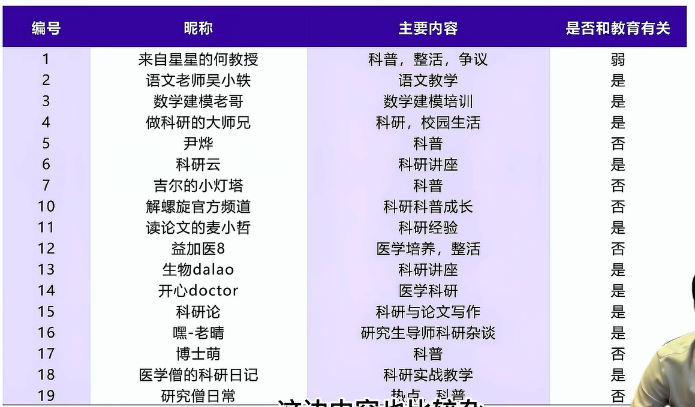 编号 昵称 主要内容 是否和教育有关
1 来自星星的何教授 科普，整活，争议 弱
2 语文老师吴小轶 语文教学 是
3 数学建模老哥 数学建模培训 是
4 做科研的大师兄 科研，校园生活 是
5 尹烨 科普 否
6 科研云 科研讲座 是
7 吉尔的小灯塔 科普 否
10 解螺旋官方频道 科研科普成长 否
11 读论文的麦小哲 科研经验 是
12 益加医8 医学培养，整活 否
13 生物dalao 科研讲座 是
14 开心doctor 医学科研 是
15 科研论 科研与论文写作 是
16 嘿-老晴 研究生导师科研杂谈 是
17 博士萌 科普 否
18 医学僧的科研日记 科研实战教学 是
19 研究僧日常 热点，科普 否
这边内容也比较杂